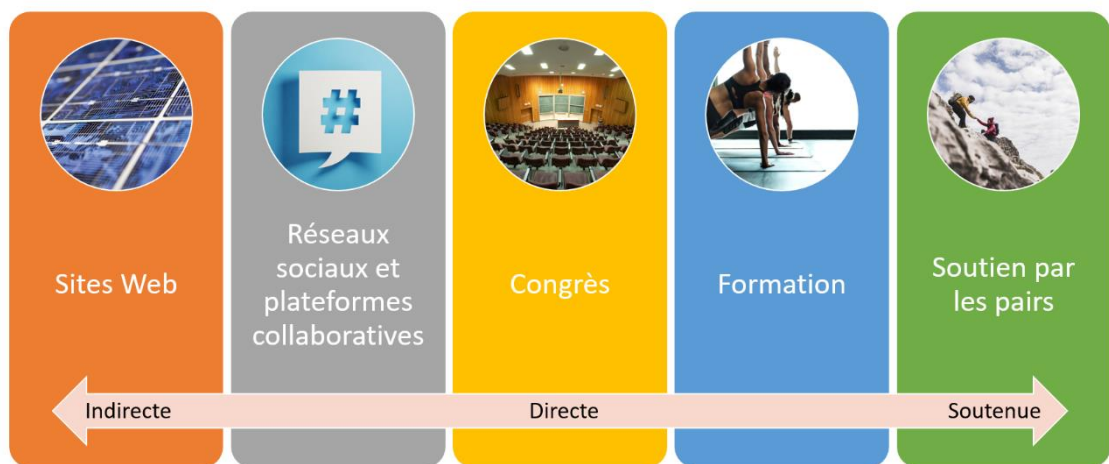 Sites Web
Réseaux
sociaux et
plateformes
collaboratives
Congrès
Formation
Soutien par
les pairs
Indirecte
Directe
Soutenue